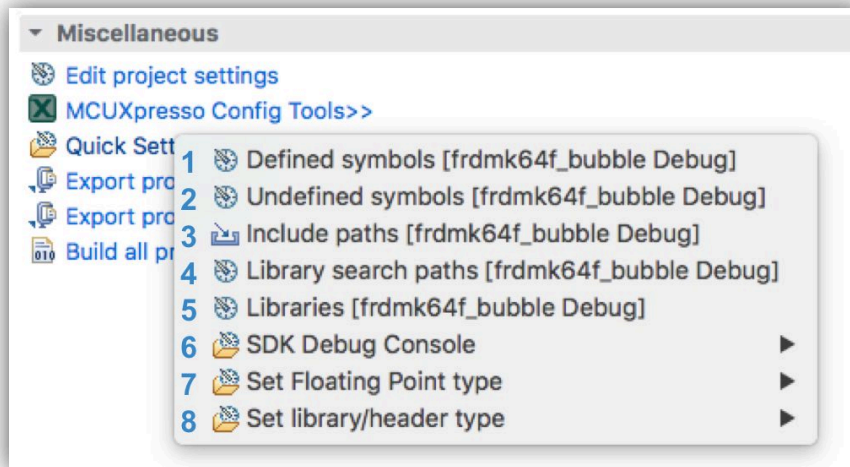 Miscellaneous
Edit project settings
MCUXpresso Config Tools>>
Quick Sett
Export pro
Export pro
Build all pr
1 Defined symbols [frdmk64f_bubble Debug]
2 Undefined symbols [frdmk64f_bubble Debug]
3 Include paths [frdmk64f_bubble Debug]
4 Library search paths [frdmk64f_bubble Debug]
5 Libraries [frdmk64f_bubble Debug]
6 SDK Debug Console
7 Set Floating Point type
8 Set library/header type